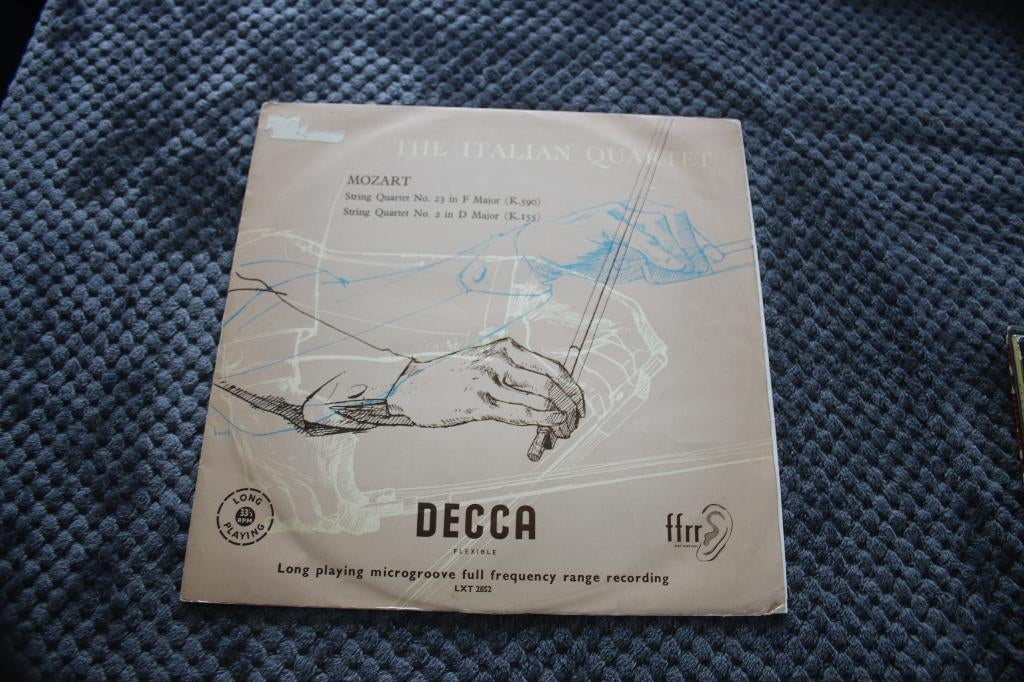 THE ITALIAN QUARTET
MOZART
String Quartet No. 23 in F Major (K.590)
String Quartet No. 2 in D Major (K.155)
LONG
33⅓
RPM
PLAYING
DECCA
FLEXIBLE
ffrr
Long playing microgroove full frequency range recording
LXT 2852